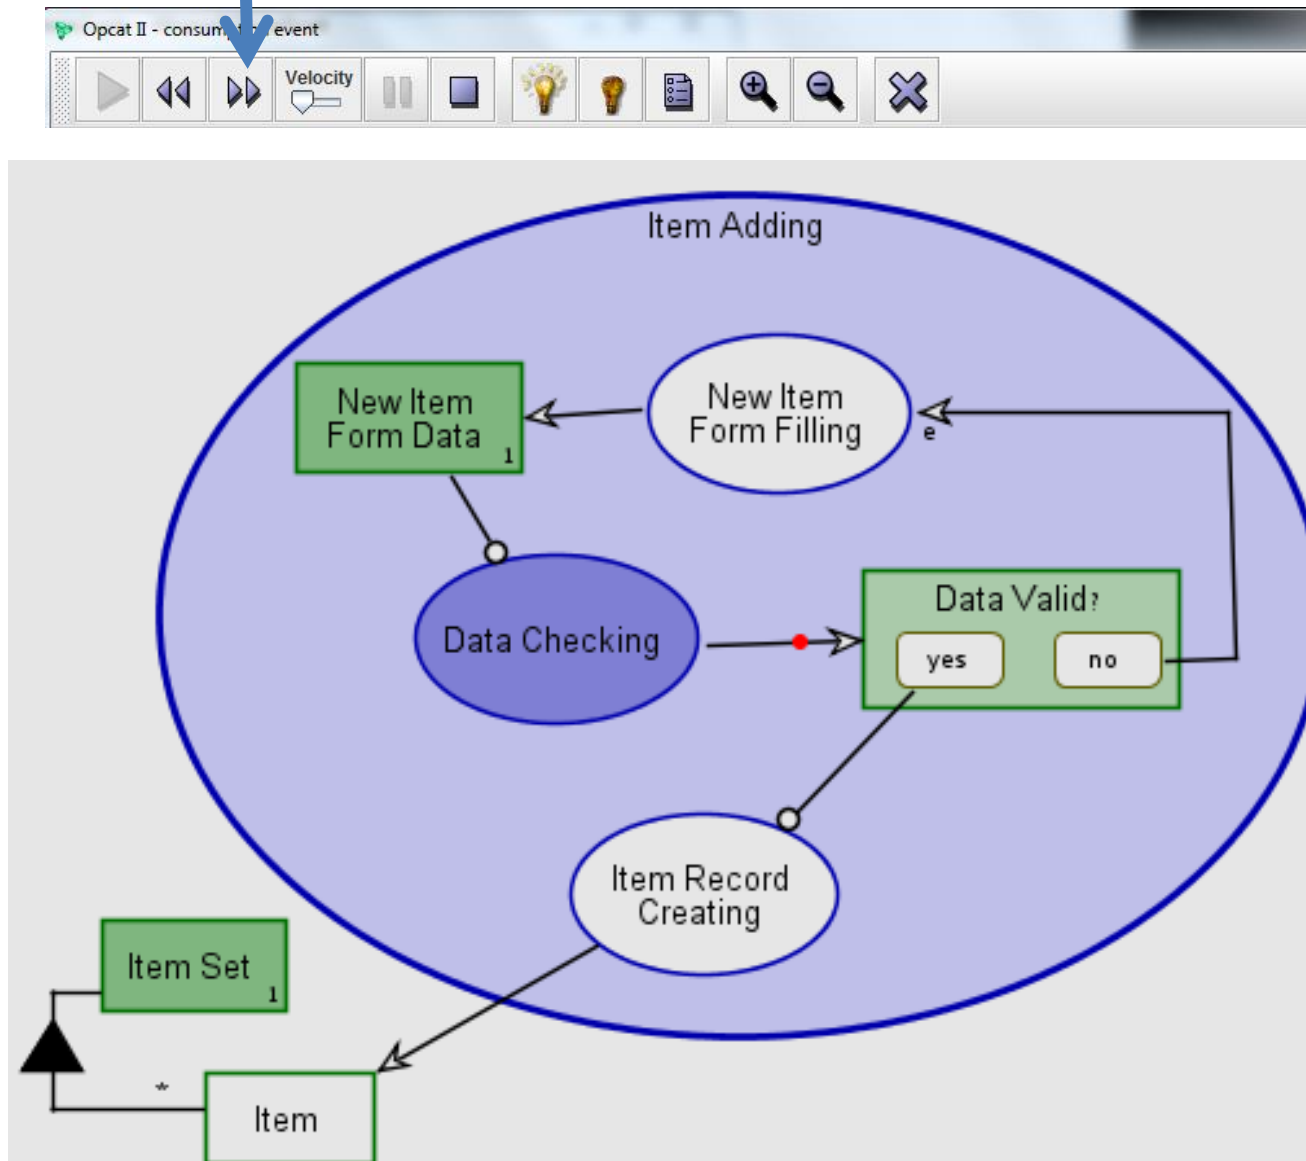 Opcat II - consumption event
Velocity
Item Adding
New Item
Form Data
1
New Item
Form Filling
e
Data Checking
Data Valid?
yes
no
Item Record
Creating
Item Set
1
*
Item